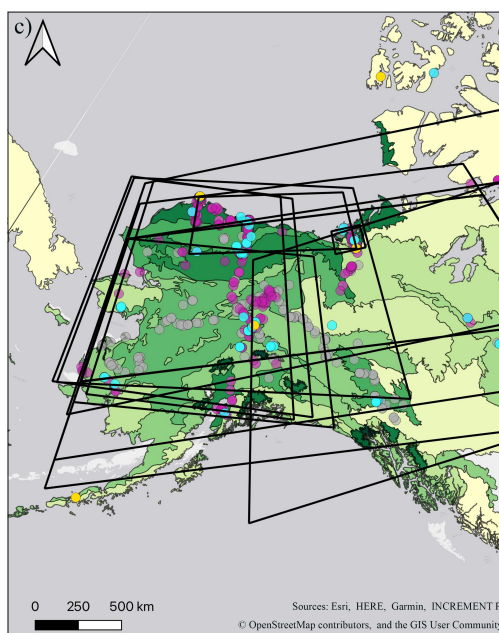 c)
0 250 500 km
Sources: Esri, HERE, Garmin, INCREMENT P
© OpenStreetMap contributors, and the GIS User Community